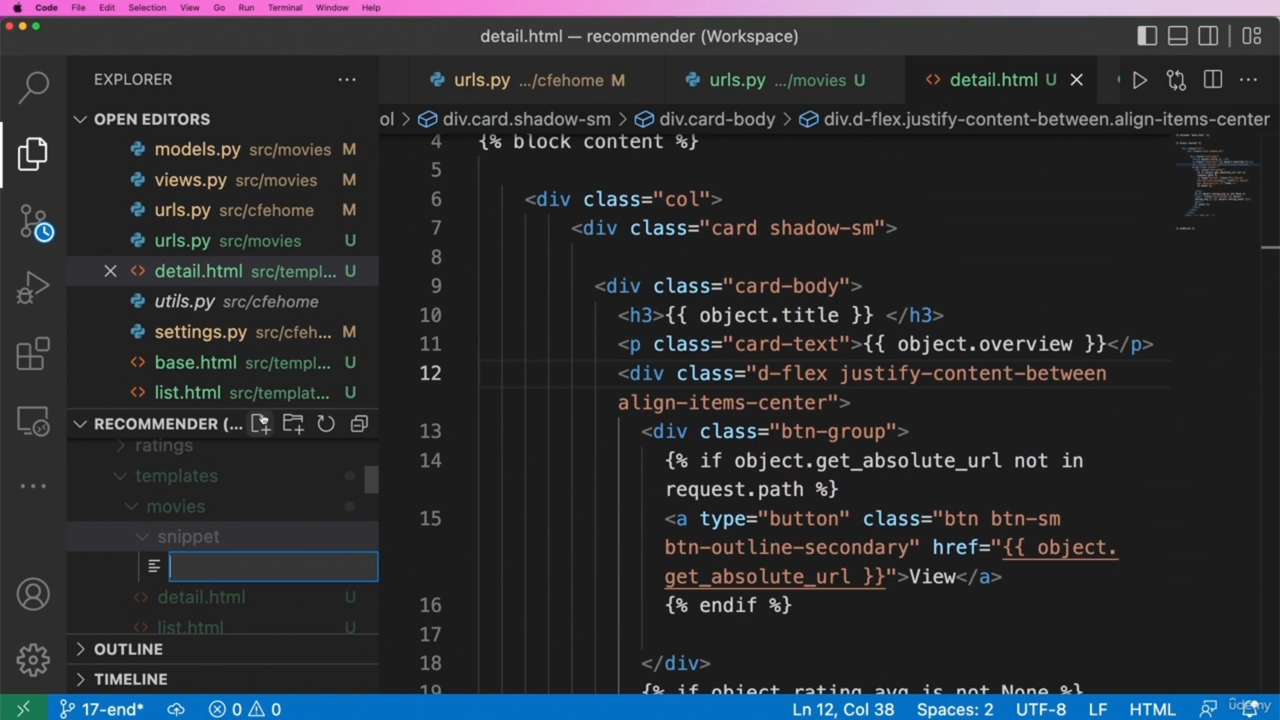 Code File Edit Selection View Go Run Terminal Window Help
detail.html — recommender (Workspace)
EXPLORER
urls.py .../cfehome M
urls.py .../movies U
<> detail.html U
OPEN EDITORS
ol > div.card.shadow-sm > div.card-body > div.d-flex.justify-content-between.align-items-center
models.py src/movies M
views.py src/movies M
urls.py src/cfehome M
urls.py src/movies U
<> detail.html src/templ... U
utils.py src/cfehome
settings.py src/cfeh... M
<> base.html src/templ... U
<> list.html src/templat... U
RECOMMENDER (...
ratings
templates
movies
snippet
<> detail.html U
<> list.html U
OUTLINE
TIMELINE
4 {% block content %}
5
6 <div class="col">
7 <div class="card shadow-sm">
8
9 <div class="card-body">
10 <h3>{{ object.title }} </h3>
11 <p class="card-text">{{ object.overview }}</p>
12 <div class="d-flex justify-content-between
align-items-center">
13 <div class="btn-group">
14 {% if object.get_absolute_url not in
request.path %}
15 <a type="button" class="btn btn-sm
btn-outline-secondary" href="{{ object.
get_absolute_url }}">View</a>
16 {% endif %}
17
18 </div>
19 {% if object.rating_avg is not None %}
17-end* 0 0 Ln 12, Col 38 Spaces: 2 UTF-8 LF HTML
udemy